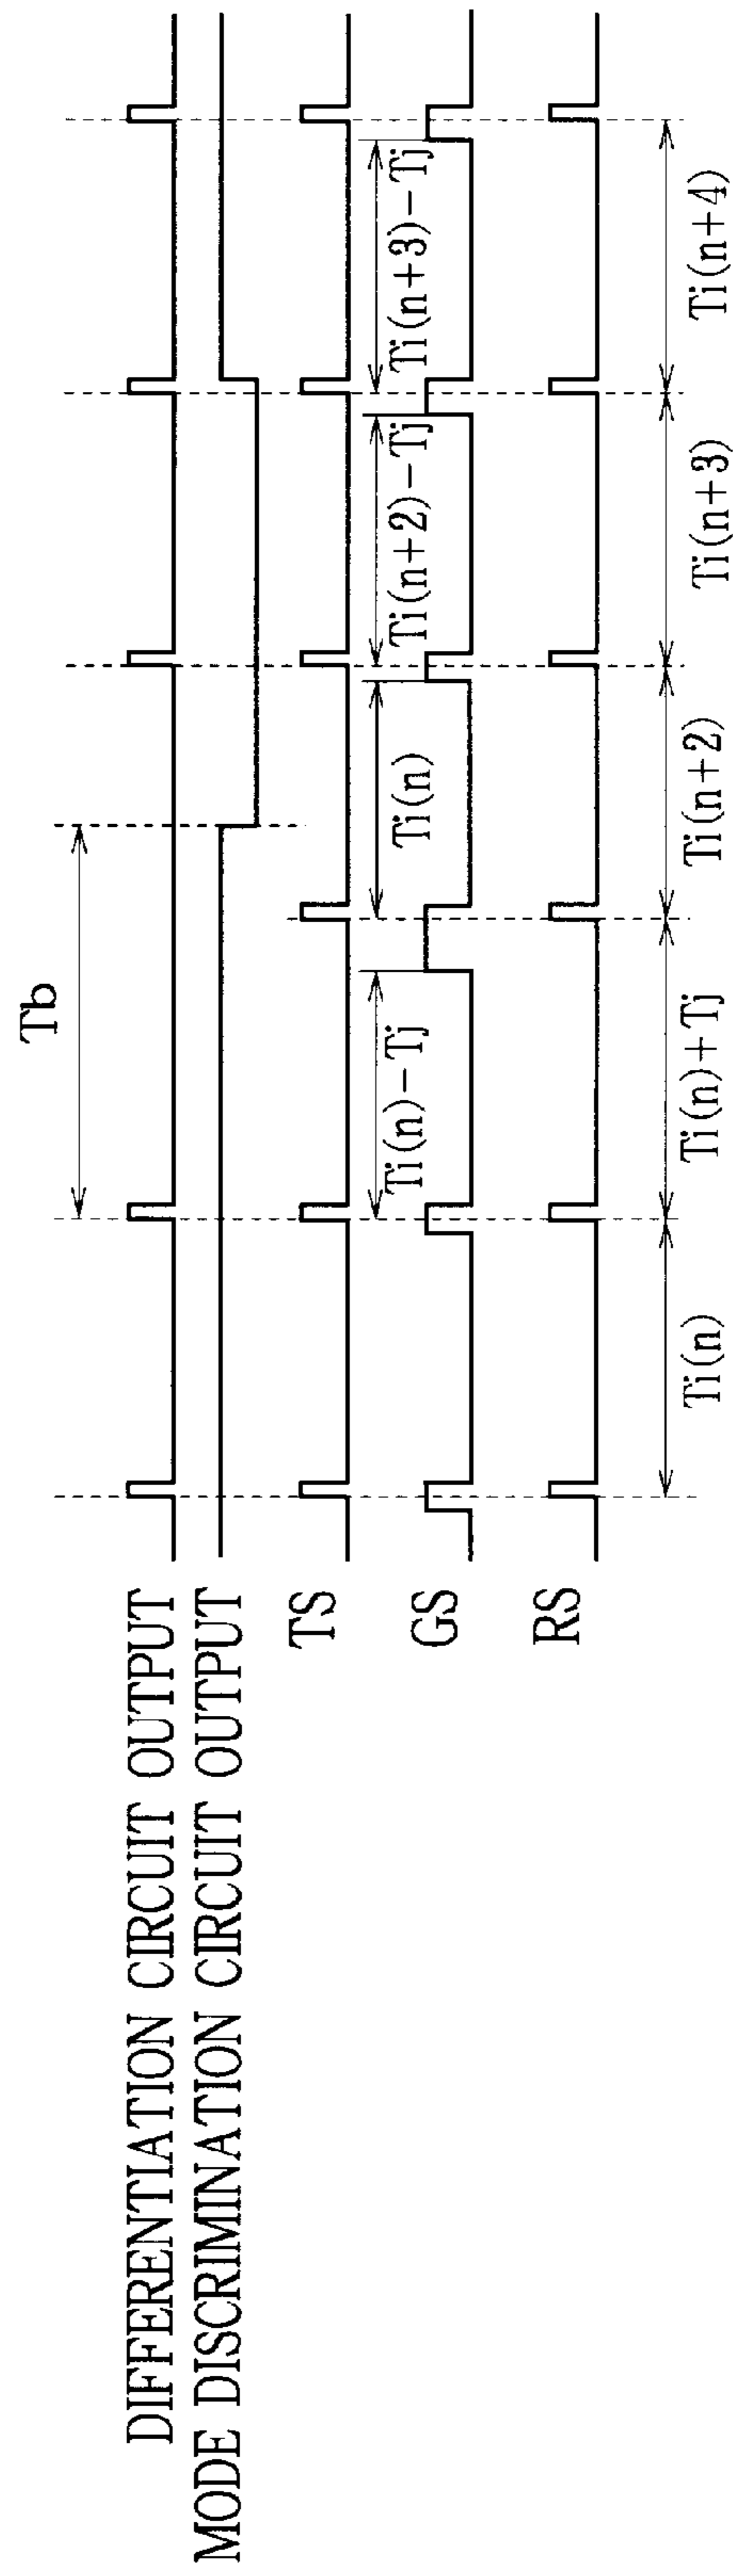 Tb
DIFFERENTIATION CIRCUIT OUTPUT
MODE DISCRIMINATION CIRCUIT OUTPUT
TS
Ti(n)−Tj
Ti(n)
Ti(n+2)−Tj
Ti(n+3)−Tj
GS
RS
Ti(n)
Ti(n)+Tj
Ti(n+2)
Ti(n+3)
Ti(n+4)